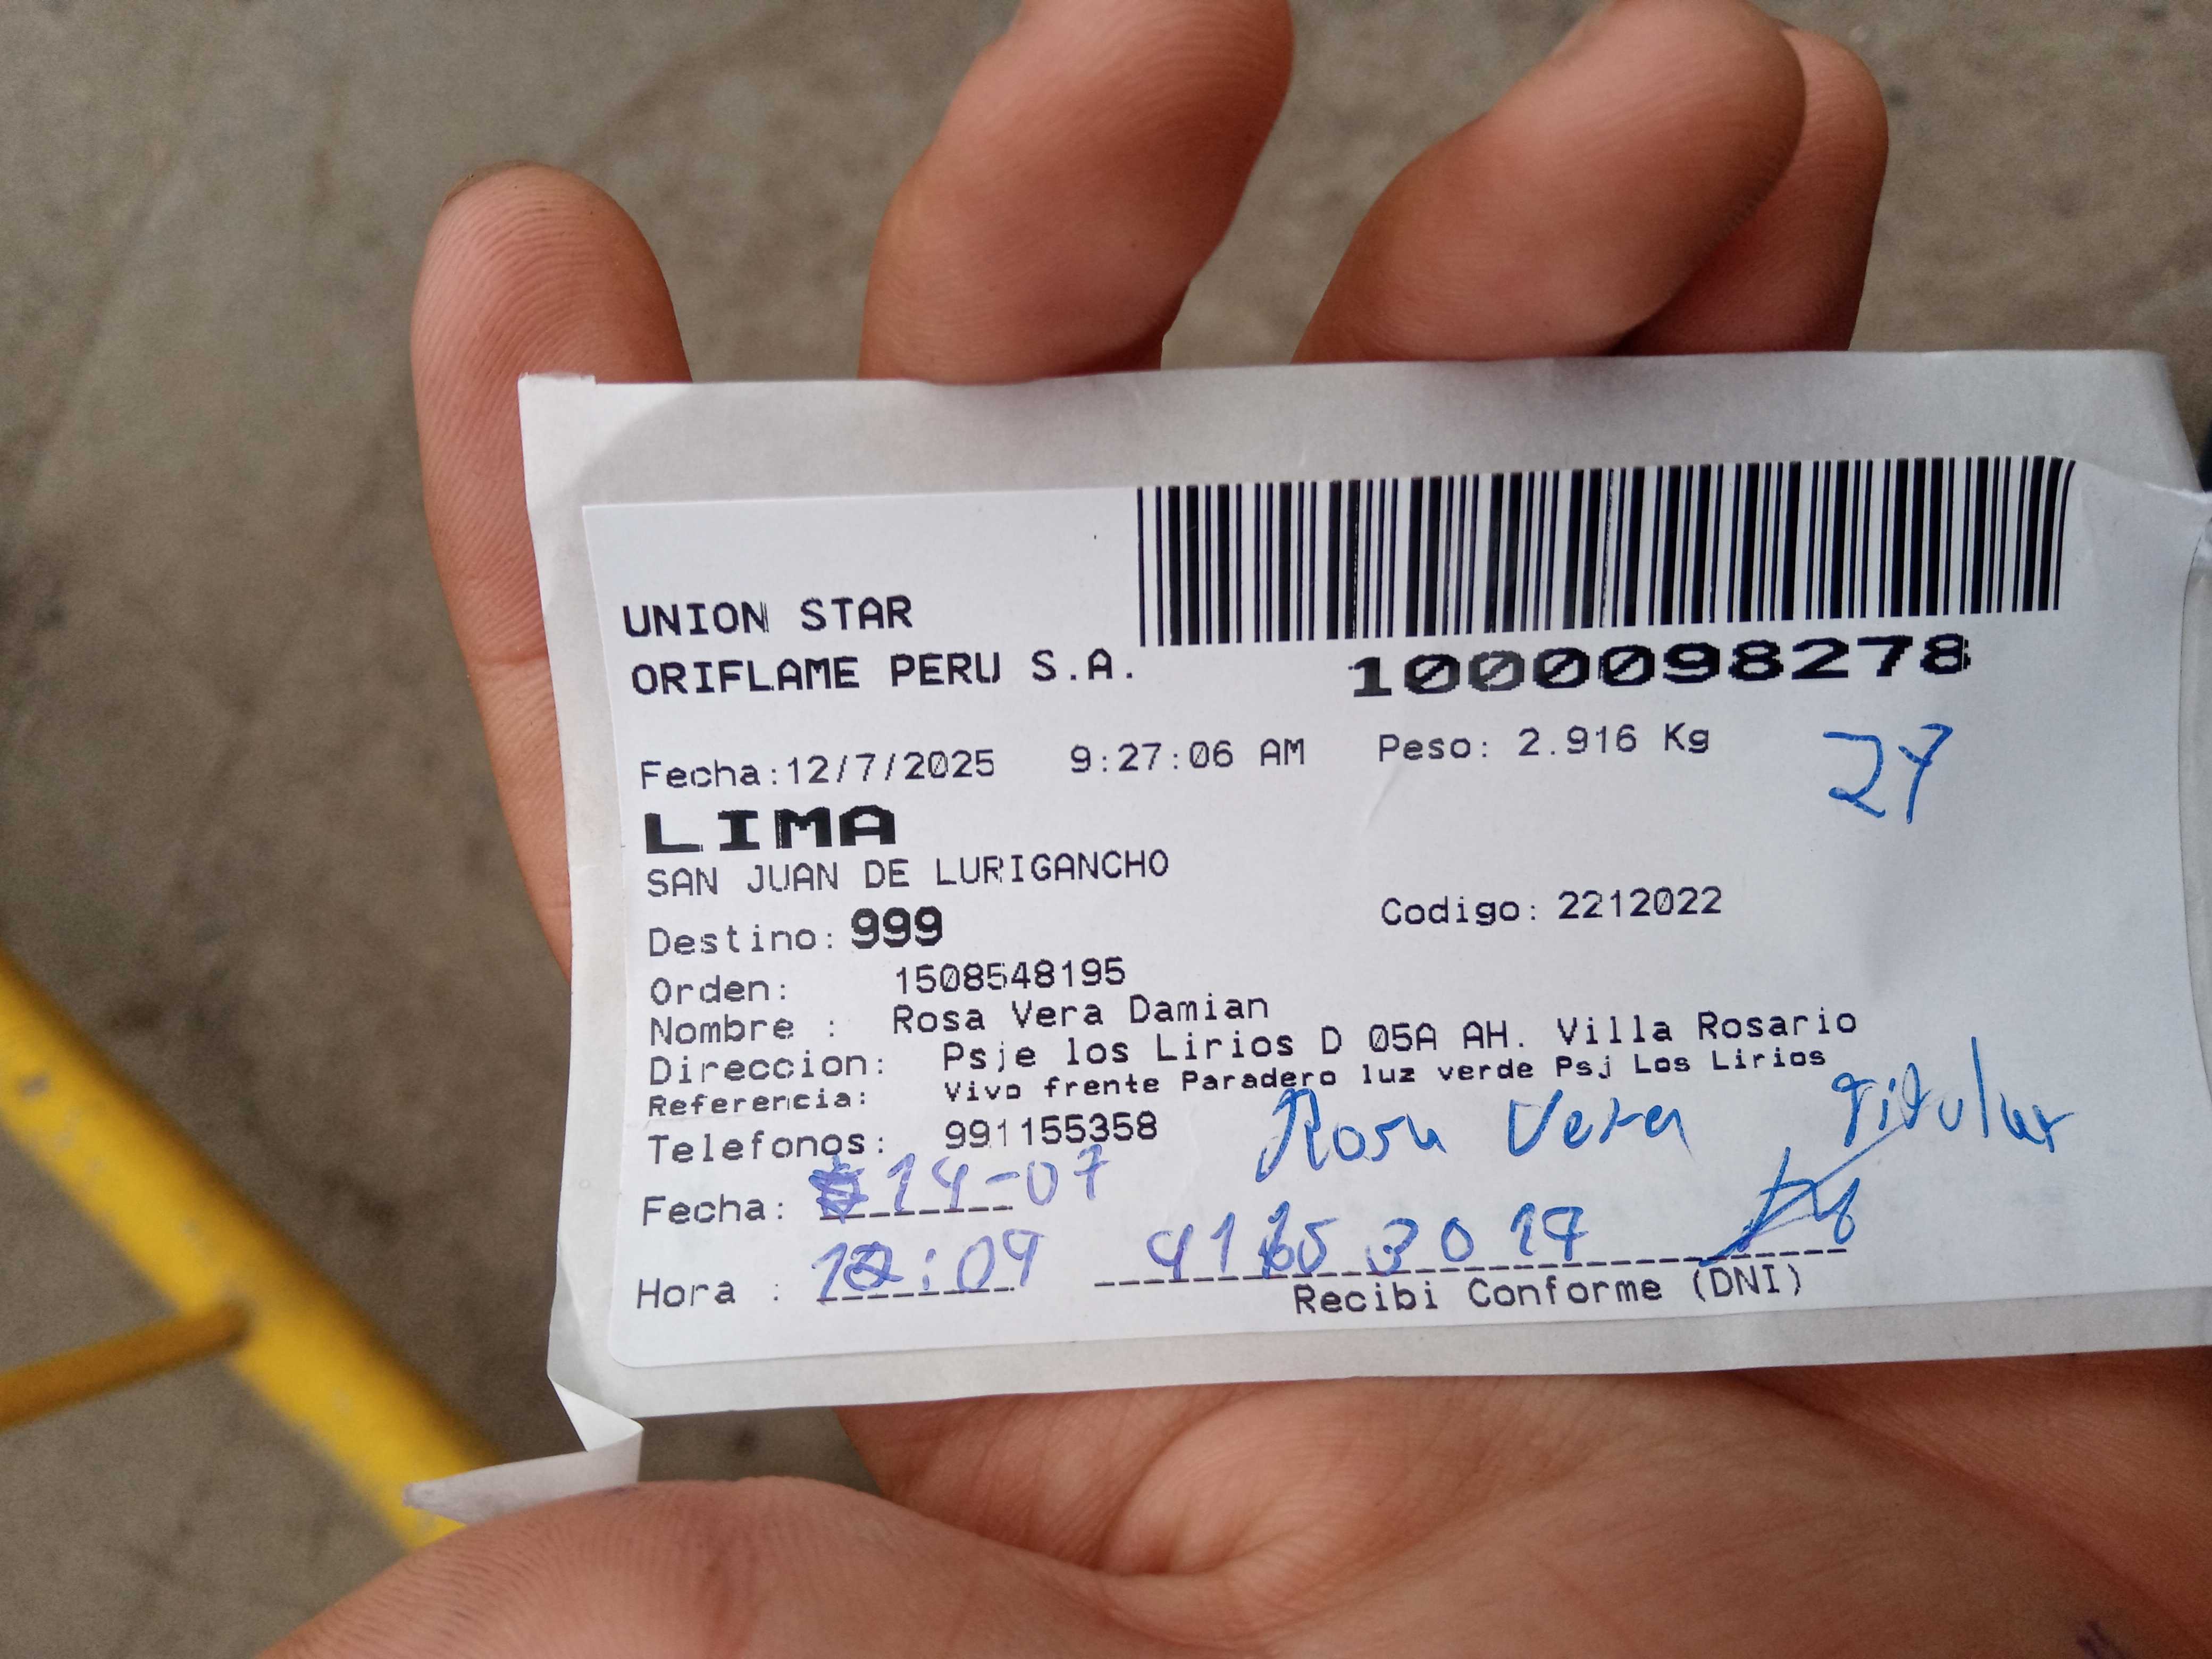 UNION STAR
ORIFLAME PERU S.A.
1000098278
Fecha:12/7/2025 9:27:06 AM Peso: 2.916 Kg
27
LIMA
SAN JUAN DE LURIGANCHO
Destino: 999 Codigo: 2212022
Orden: 1508548195
Nombre : Rosa Vera Damian
Direccion: Psje los Lirios D 05A AH. Villa Rosario
Referencia: Vivo frente Paradero luz verde Psj Los Lirios
Telefonos: 991155358
Rosa Vera Titular
Fecha: 14-07
Hora : 12:09
Recibi Conforme (DNI)